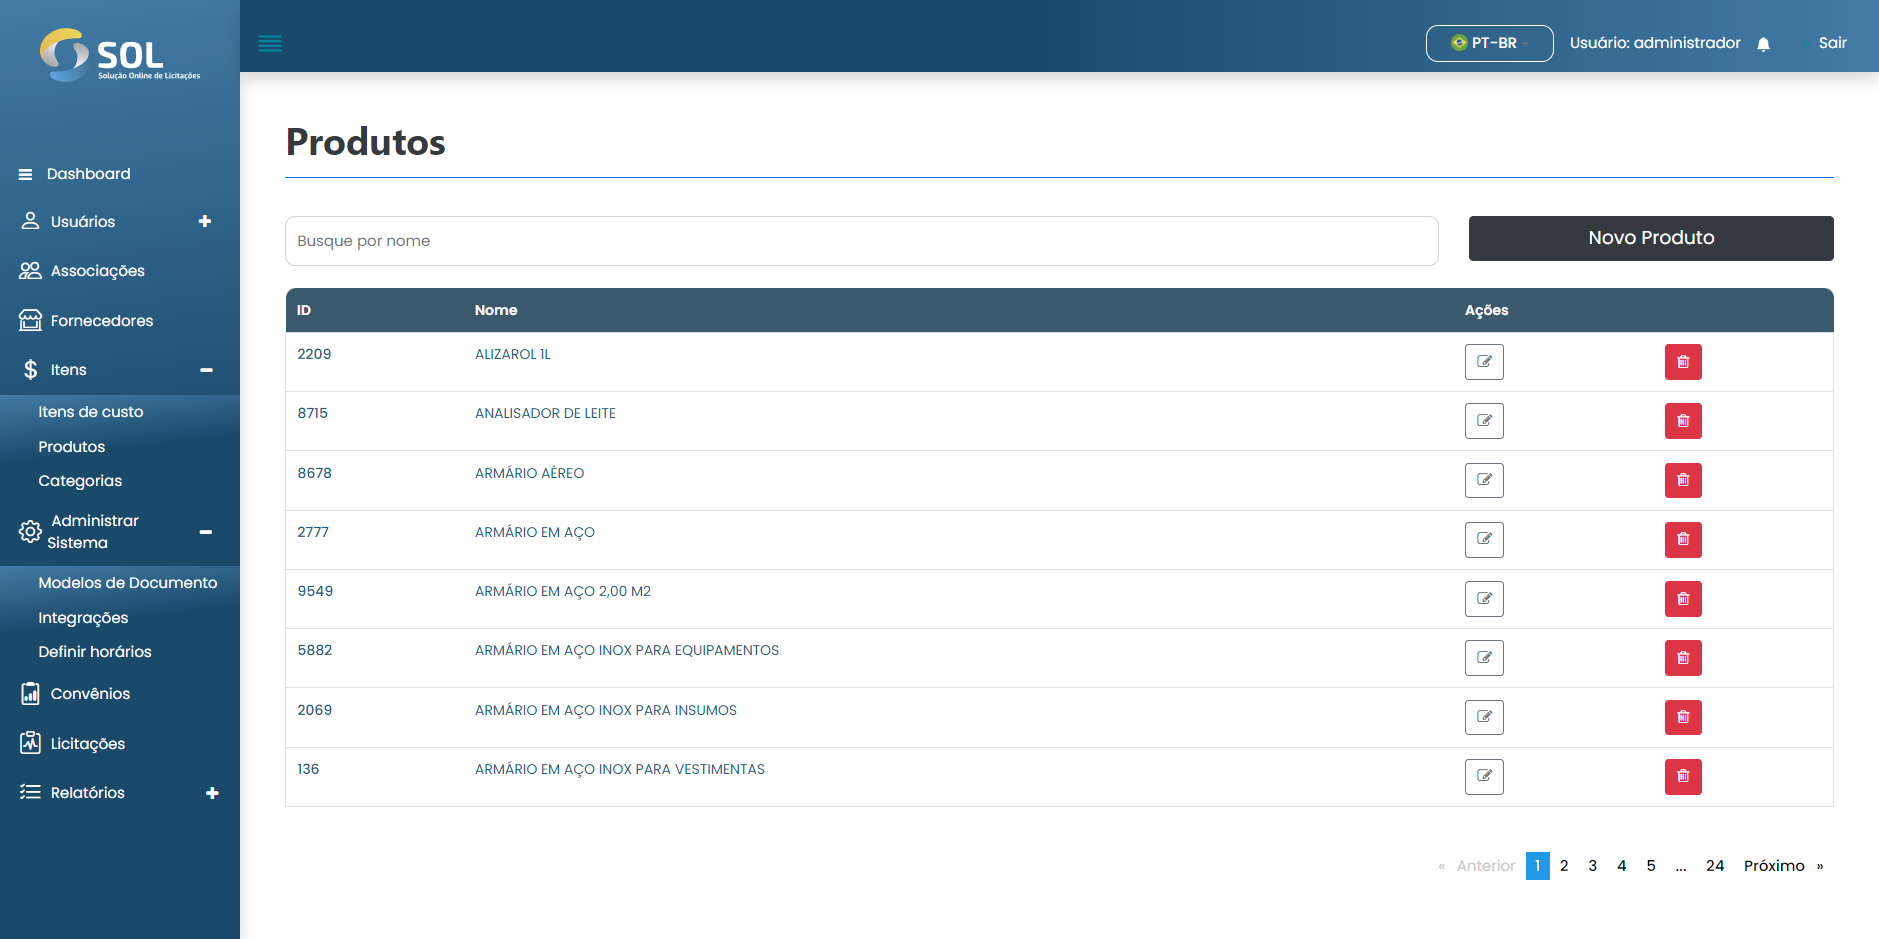 SOL
Solução Online de Licitações
PT-BR
Usuário: administrador
Sair
Dashboard
Usuários
Associações
Fornecedores
Itens
Itens de custo
Produtos
Categorias
Administrar
Sistema
Modelos de Documento
Integrações
Definir horários
Convênios
Licitações
Relatórios
Produtos
Busque por nome
Novo Produto
ID Nome Ações
2209 ALIZAROL 1L
8715 ANALISADOR DE LEITE
8678 ARMÁRIO AÉREO
2777 ARMÁRIO EM AÇO
9549 ARMÁRIO EM AÇO 2,00 M2
5882 ARMÁRIO EM AÇO INOX PARA EQUIPAMENTOS
2069 ARMÁRIO EM AÇO INOX PARA INSUMOS
136 ARMÁRIO EM AÇO INOX PARA VESTIMENTAS
« Anterior 1 2 3 4 5 ... 24 Próximo »